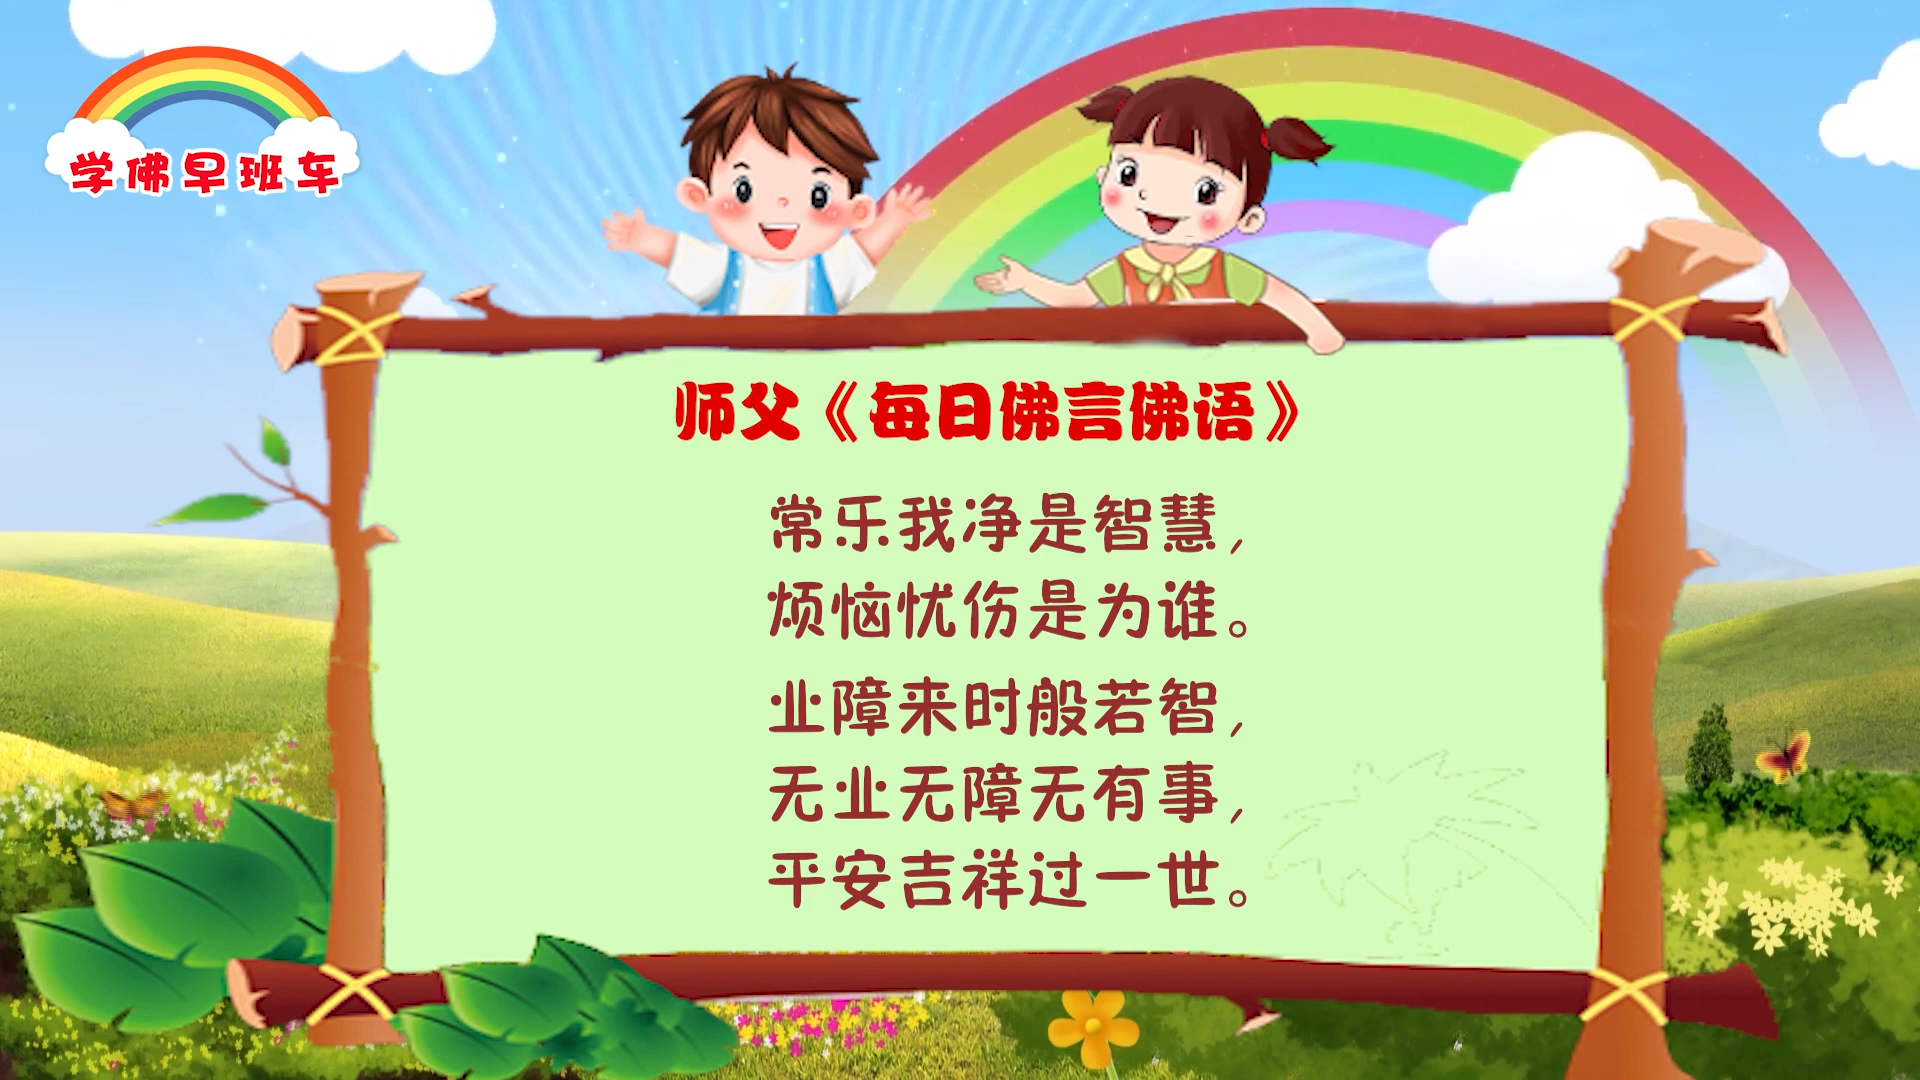 学佛早班车
师父《每日佛言佛语》
常乐我净是智慧,
烦恼忧伤是为谁。
业障来时般若智,
无业无障无有事,
平安吉祥过一世。